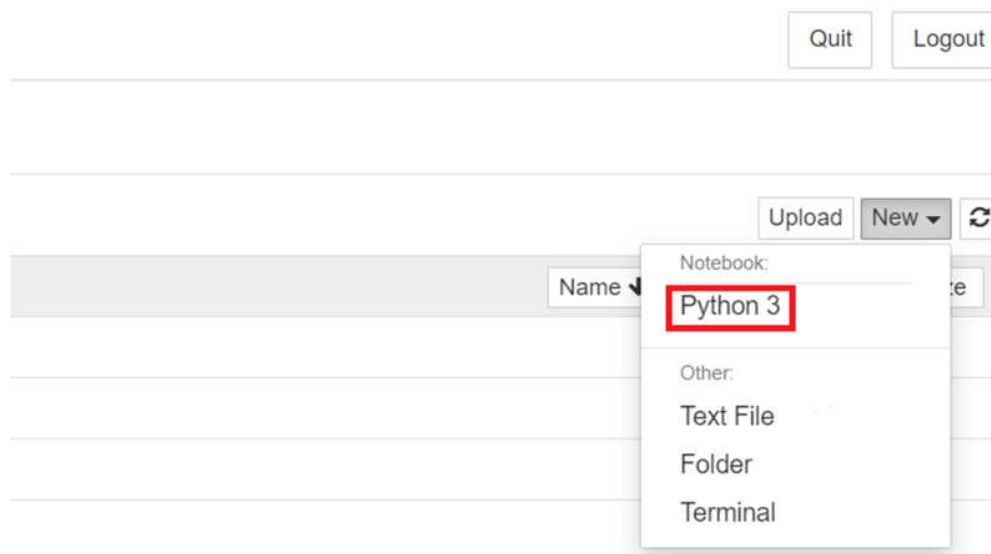 Quit Logout
Upload New
Name
Notebook:
Python 3
Other:
Text File
Folder
Terminal